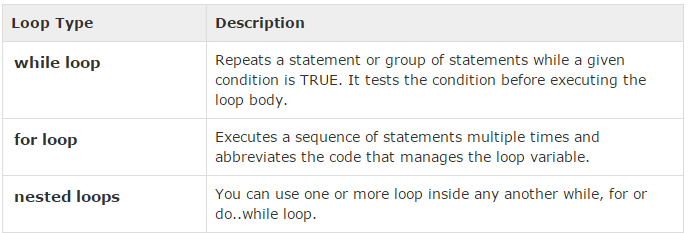 Loop Type Description
while loop
Repeats a statement or group of statements while a given
condition is TRUE. It tests the condition before executing the
loop body.
for loop
Executes a sequence of statements multiple times and
abbreviates the code that manages the loop variable.
nested loops
You can use one or more loop inside any another while, for or
do..while loop.